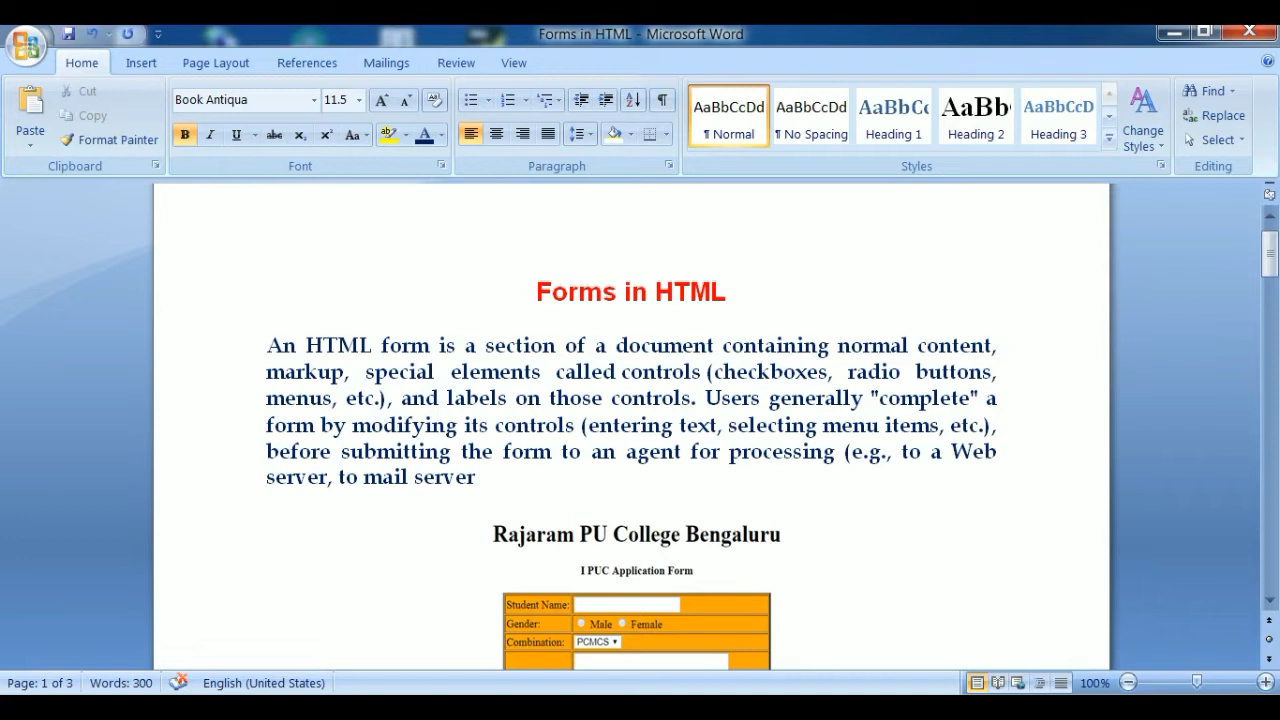 Forms in HTML - Microsoft Word
Home Insert Page Layout References Mailings Review View
Paste
Cut
Copy
Format Painter
Clipboard
Book Antiqua 11.5
B I U abc x₂ x² Aa
Font
Paragraph
AaBbCcDd AaBbCcDd AaBbCc AaBb AaBbCcD
¶ Normal ¶ No Spacing Heading 1 Heading 2 Heading 3
Change Styles
Styles
Find
Replace
Select
Editing
Forms in HTML
An HTML form is a section of a document containing normal content,
markup, special elements called controls (checkboxes, radio buttons,
menus, etc.), and labels on those controls. Users generally "complete" a
form by modifying its controls (entering text, selecting menu items, etc.),
before submitting the form to an agent for processing (e.g., to a Web
server, to mail server
Rajaram PU College Bengaluru
I PUC Application Form
Student Name:
Gender: Male Female
Combination: PCMCS
Page: 1 of 3 Words: 300 English (United States) 100%